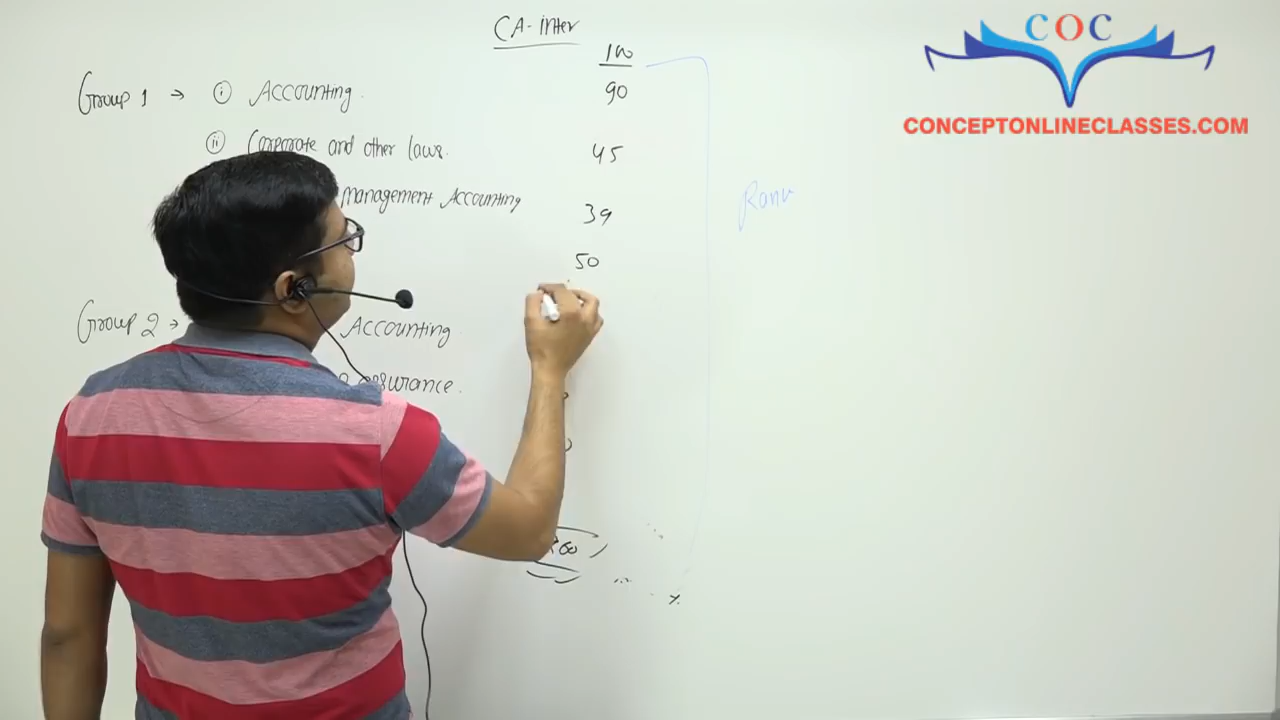 COC
CONCEPTONLINECLASSES.COM
CA-Inter
100
Group 1 → (i) Accounting. 90
(ii) Corporate and other laws. 45
Management Accounting 39
50
Group 2 → Accounting.
assurance.